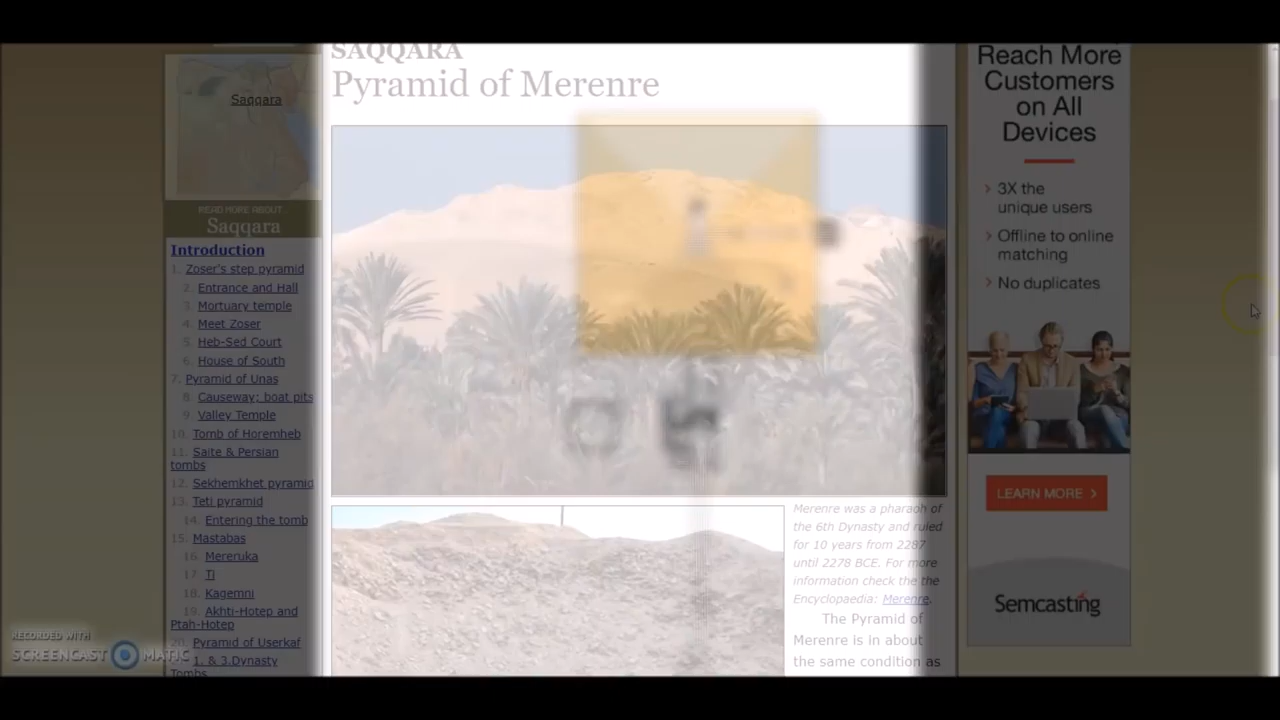 SAQQARA
Pyramid of Merenre
Saqqara
READ MORE ABOUT
Saqqara
Introduction
1. Zoser's step pyramid
2. Entrance and Hall
3. Mortuary temple
4. Meet Zoser
5. Heb-Sed Court
6. House of South
7. Pyramid of Unas
8. Causeway; boat pits
9. Valley Temple
10. Tomb of Horemheb
11. Saite & Persian
tombs
12. Sekhemkhet pyramid
13. Teti pyramid
14. Entering the tomb
15. Mastabas
16. Mereruka
17. Ti
18. Kagemni
19. Akhti-Hotep and
Ptah-Hotep
20. Pyramid of Userkaf
1. & 3.Dynasty
Tombs
Merenre was a pharaoh of
the 6th Dynasty and ruled
for 10 years from 2287
until 2278 BCE. For more
information check the the
Encyclopaedia: Merenre.
The Pyramid of
Merenre is in about
the same condition as
Reach More
Customers
on All
Devices
3X the
unique users
Offline to online
matching
No duplicates
LEARN MORE
Semcasting
RECORDED WITH
SCREENCAST MATIC